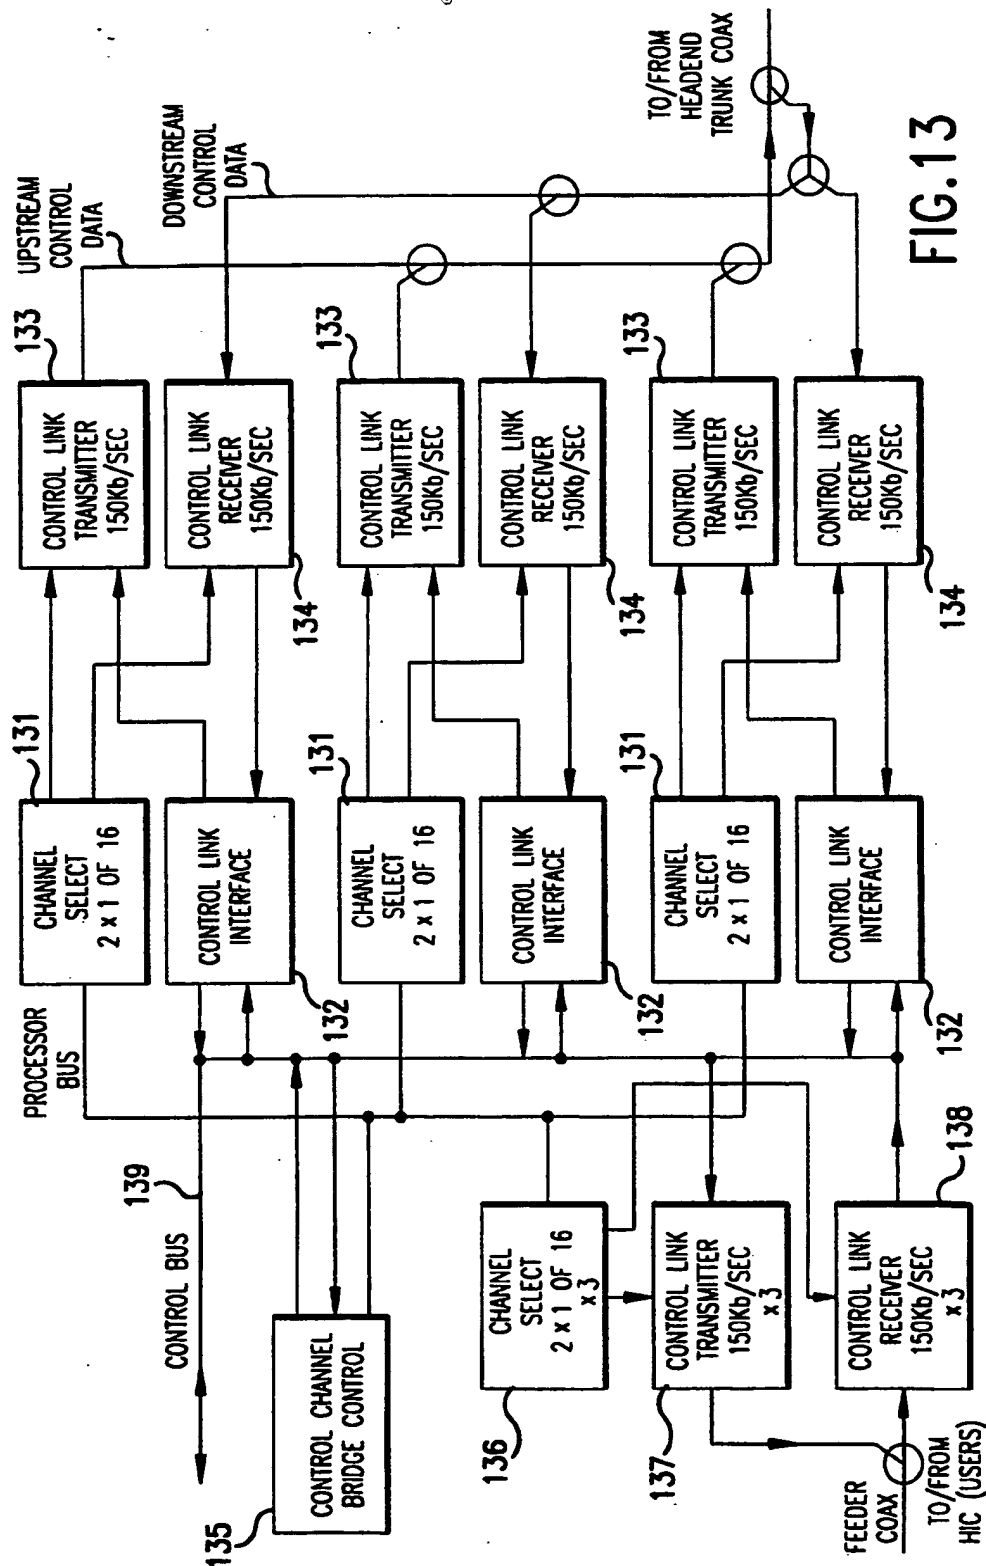 UPSTREAM
CONTROL
DATA
DOWNSTREAM
CONTROL
DATA
TO/FROM
HEADEND
TRUNK COAX
133
CONTROL LINK
TRANSMITTER
150Kb/SEC
CONTROL LINK
RECEIVER
150Kb/SEC
134
133
CONTROL LINK
TRANSMITTER
150Kb/SEC
CONTROL LINK
RECEIVER
150Kb/SEC
134
133
CONTROL LINK
TRANSMITTER
150Kb/SEC
CONTROL LINK
RECEIVER
150Kb/SEC
134
131
CHANNEL
SELECT
2 x 1 OF 16
CONTROL LINK
INTERFACE
132
131
CHANNEL
SELECT
2 x 1 OF 16
CONTROL LINK
INTERFACE
132
131
CHANNEL
SELECT
2 x 1 OF 16
CONTROL LINK
INTERFACE
132
PROCESSOR
BUS
139
CONTROL BUS
135
CONTROL CHANNEL
BRIDGE CONTROL
136
CHANNEL
SELECT
2 x 1 OF 16
x 3
137
CONTROL LINK
TRANSMITTER
150Kb/SEC
x 3
138
CONTROL LINK
RECEIVER
150Kb/SEC
x 3
FEEDER
COAX
TO/FROM
HIC (USERS)
FIG.13